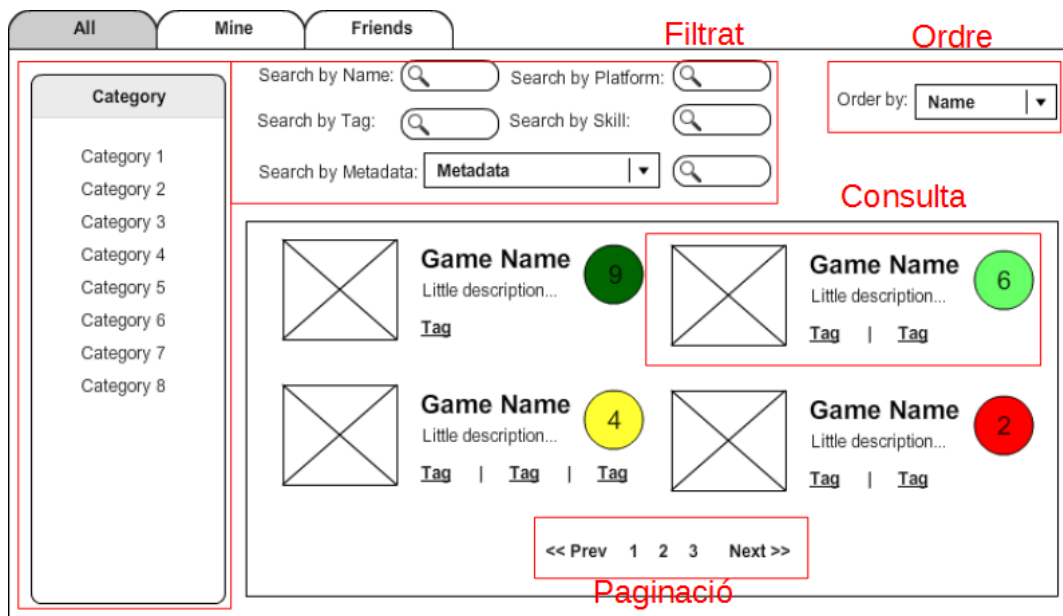 All Mine Friends
Filtrat Ordre
Category
Category 1
Category 2
Category 3
Category 4
Category 5
Category 6
Category 7
Category 8
Search by Name: Search by Platform:
Search by Tag: Search by Skill:
Search by Metadata: Metadata
Order by: Name
Consulta
Game Name 9
Little description...
Tag
Game Name 6
Little description...
Tag | Tag
Game Name 4
Little description...
Tag | Tag | Tag
Game Name 2
Little description...
Tag | Tag
<< Prev 1 2 3 Next >>
Paginació